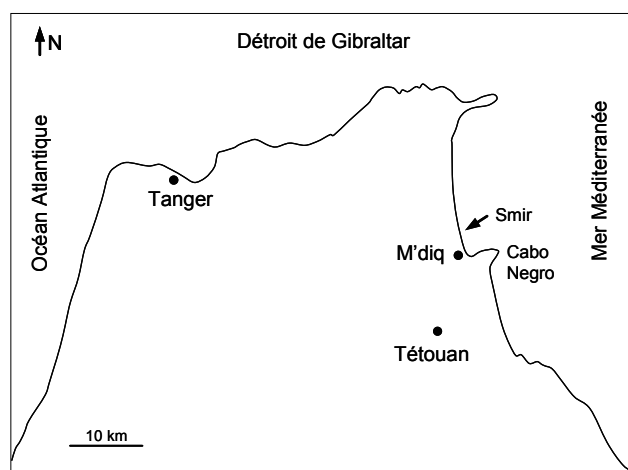 N
Détroit de Gibraltar
Océan Atlantique
Mer Méditerranée
Tanger
Smir
M'diq
Cabo
Negro
Tétouan
10 km